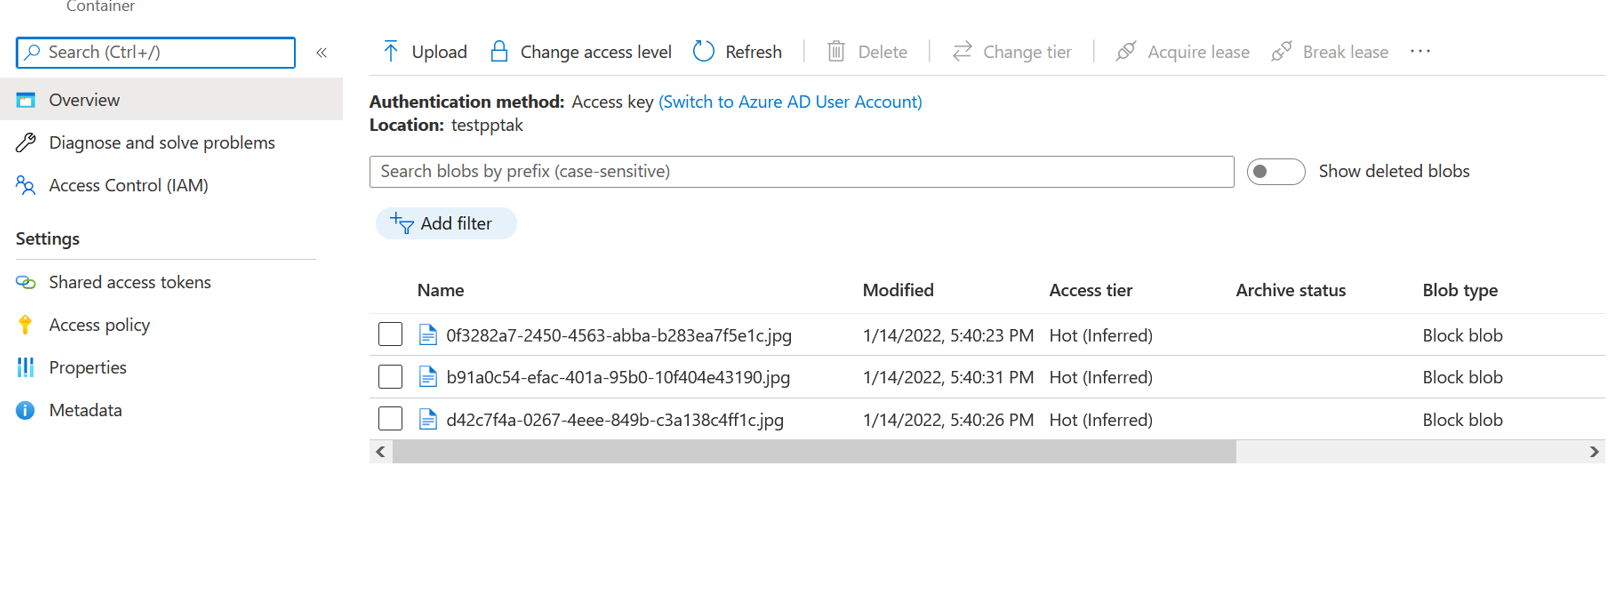 Container
Search (Ctrl+/)
«
Overview
Diagnose and solve problems
Access Control (IAM)
Settings
Shared access tokens
Access policy
Properties
Metadata
Upload Change access level Refresh Delete Change tier Acquire lease Break lease ...
Authentication method: Access key (Switch to Azure AD User Account)
Location: testpptak
Search blobs by prefix (case-sensitive) Show deleted blobs
Add filter
Name Modified Access tier Archive status Blob type
0f3282a7-2450-4563-abba-b283ea7f5e1c.jpg 1/14/2022, 5:40:23 PM Hot (Inferred) Block blob
b91a0c54-efac-401a-95b0-10f404e43190.jpg 1/14/2022, 5:40:31 PM Hot (Inferred) Block blob
d42c7f4a-0267-4eee-849b-c3a138c4ff1c.jpg 1/14/2022, 5:40:26 PM Hot (Inferred) Block blob